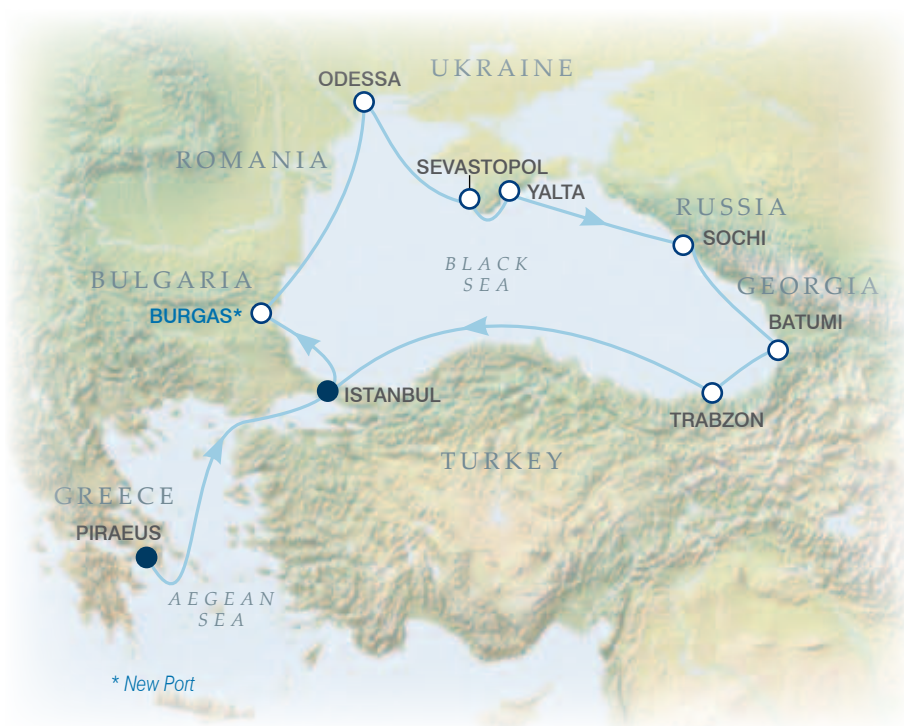 UKRAINE
ODESSA
ROMANIA
SEVASTOPOL
YALTA
RUSSIA
SOCHI
BLACK
SEA
BULGARIA
GEORGIA
BURGAS*
BATUMI
ISTANBUL
TRABZON
TURKEY
GREECE
PIRAEUS
AEGEAN
SEA
* New Port